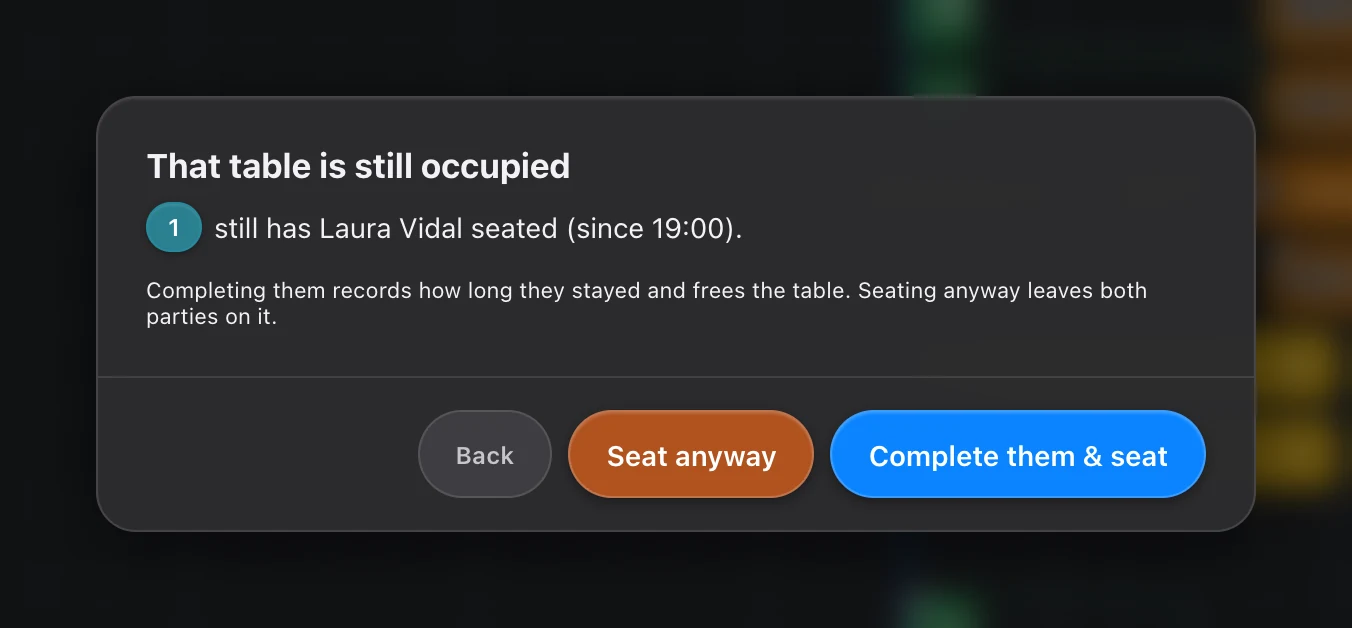 That table is still occupied
1 still has Laura Vidal seated (since 19:00).
Completing them records how long they stayed and frees the table. Seating anyway leaves both
parties on it.
Back Seat anyway Complete them & seat